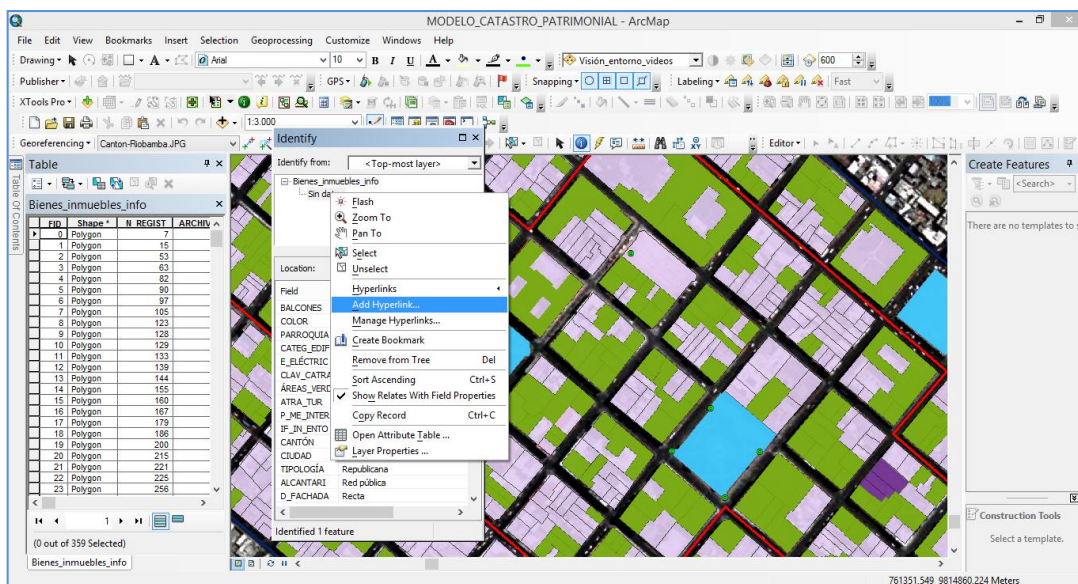 MODELO_CATASTRO_PATRIMONIAL - ArcMap
File Edit View Bookmarks Insert Selection Geoprocessing Customize Windows Help
Drawing Arial 10 B I U A Visión_entorno_videos 600
Publisher GPS Snapping Labeling Fast
XTools Pro
1:3.000
Georeferencing Canton-Riobamba.JPG Editor
Table Of Contents
Table
Bienes_inmuebles_info
FID Shape * N_REGIST ARCHIV
0 Polygon 7
1 Polygon 15
2 Polygon 53
3 Polygon 63
4 Polygon 82
5 Polygon 90
6 Polygon 97
7 Polygon 105
8 Polygon 123
9 Polygon 128
10 Polygon 129
11 Polygon 133
12 Polygon 139
13 Polygon 144
14 Polygon 155
15 Polygon 160
16 Polygon 167
17 Polygon 179
18 Polygon 186
19 Polygon 200
20 Polygon 215
21 Polygon 221
22 Polygon 225
23 Polygon 256
1
(0 out of 359 Selected)
Bienes_inmuebles_info
Identify
Identify from: <Top-most layer>
Bienes_inmuebles_info
Sin da
Location:
Field
BALCONES
COLOR
PARROQUIA
CATEG_EDIF
E_ELÉCTRIC
CLAV_CATRA
ÁREAS_VERD
ATRA_TUR
P_ME_INTER
IF_IN_ENTO
CANTÓN
CIUDAD
TIPOLOGÍA Republicana
ALCANTARI Red pública
D_FACHADA Recta
Identified 1 feature
Flash
Zoom To
Pan To
Select
Unselect
Hyperlinks
Add Hyperlink...
Manage Hyperlinks...
Create Bookmark
Remove from Tree Del
Sort Ascending Ctrl+S
Show Relates With Field Properties
Copy Record Ctrl+C
Open Attribute Table ...
Layer Properties ...
Create Features
<Search>
There are no templates to s
Construction Tools
Select a template.
761351,549 9814860,224 Meters